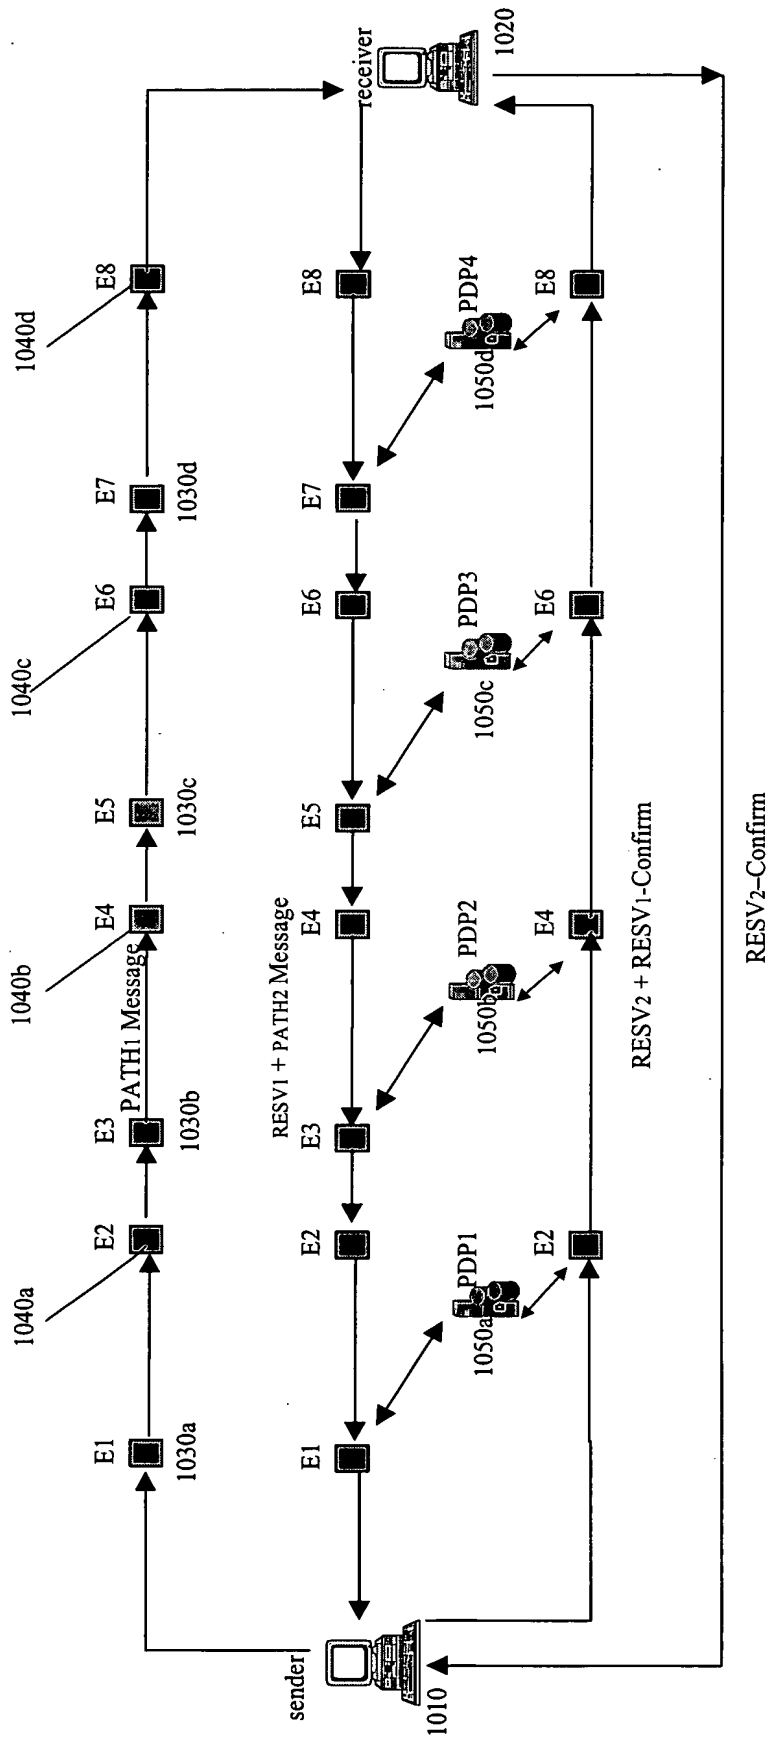 1040a
1040b
1040c
1040d
E1
E2
E3
E4
E5
E6
E7
E8
PATH1 Message
1030a
1030b
1030c
1030d
sender
receiver
RESV1 + PATH2 Message
E1
E2
E3
E4
E5
E6
E7
E8
1010
1020
PDP1
PDP2
PDP3
PDP4
1050a
1050b
1050c
1050d
E2
E4
E6
E8
RESV2 + RESV1-Confirm
RESV2–Confirm